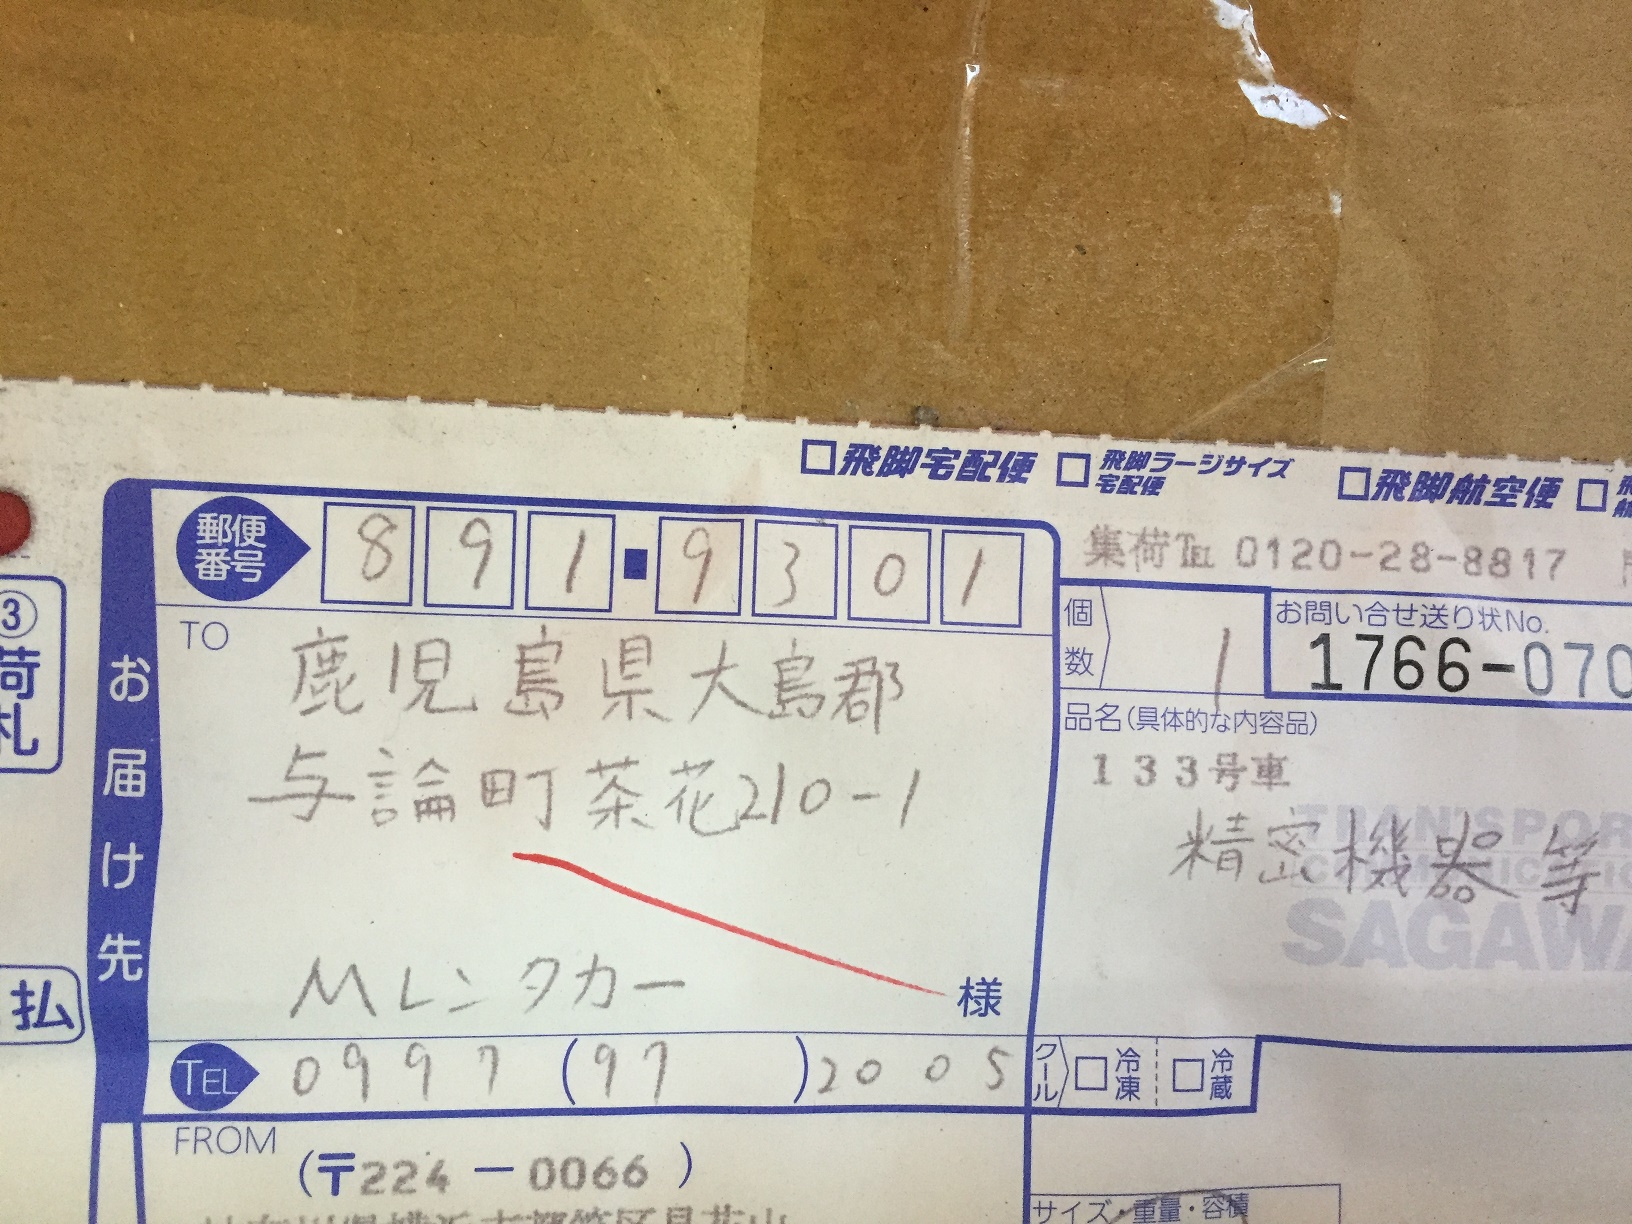 飛脚宅配便
飛脚ラージサイズ
宅配便
飛脚航空便
集荷℡ 0120-28-8817
郵便
番号
891 9301
個
数
1
お問い合せ送り状No.
1766-070
③
荷
札
お届け先
TO
鹿児島県大島郡
与論町茶花210-1
Mレンタカー
様
品名(具体的な内容品)
133号車
精密機器等
TRANSPOR
SAGAWA
払
TEL 0997(97)2005
クール
冷凍
冷蔵
FROM
(〒224-0066)
サイズ・重量・容積